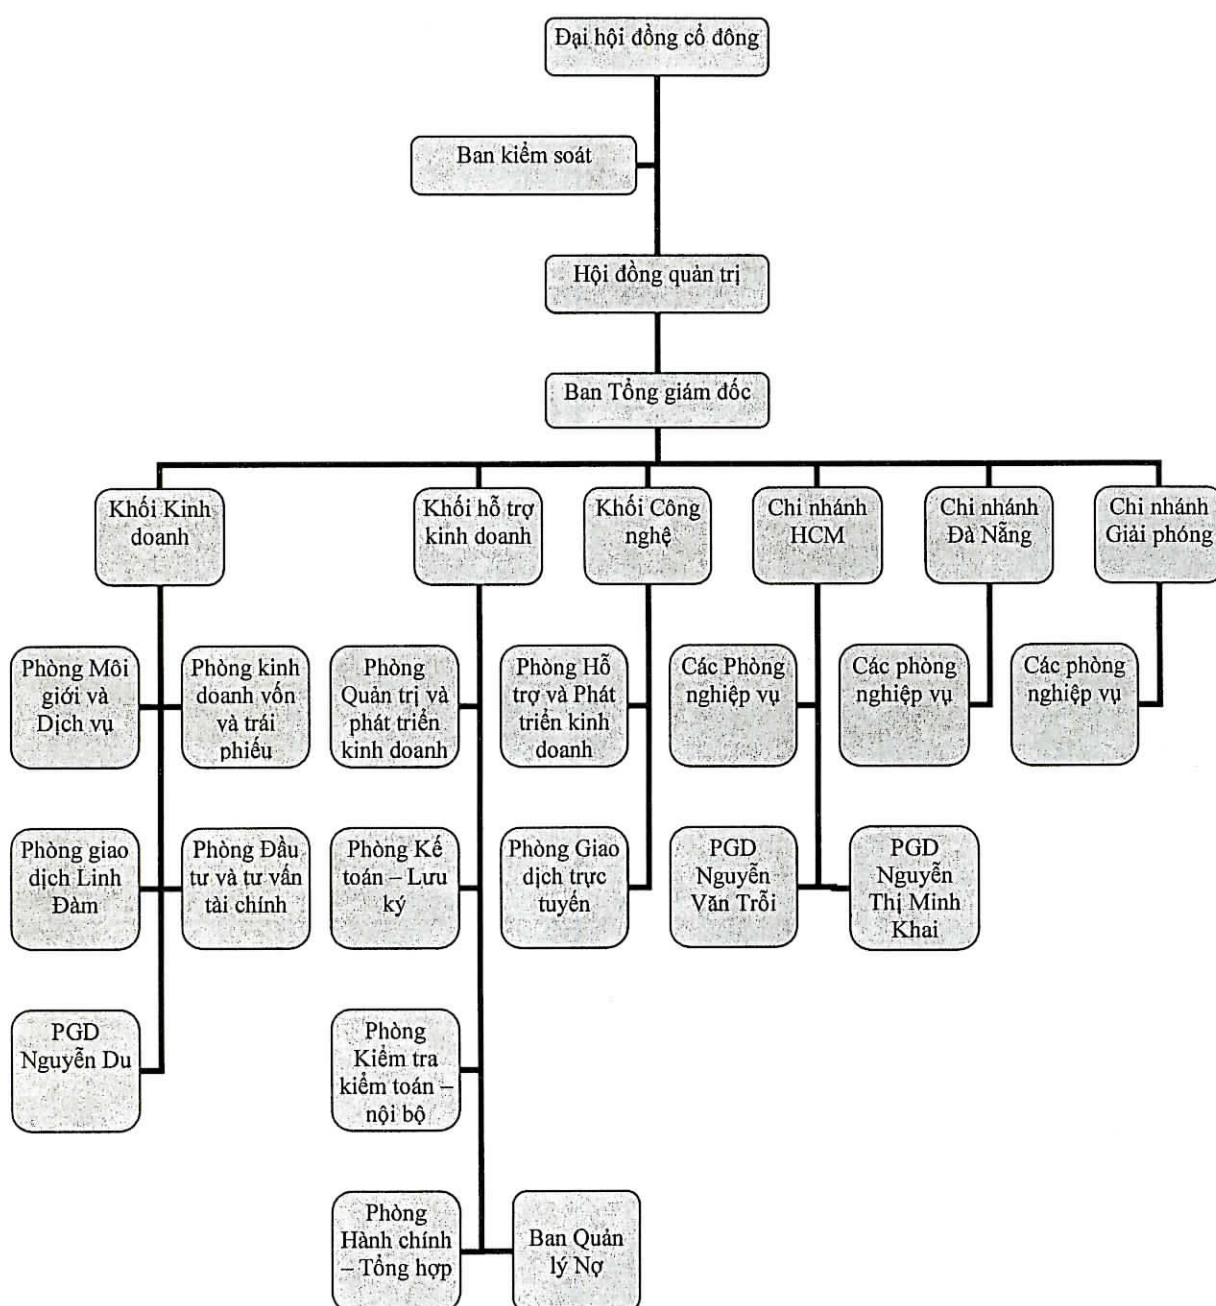 Đại hội đồng cổ đông
Ban kiểm soát
Hội đồng quản trị
Ban Tổng giám đốc
Khối Kinh
doanh
Khối hỗ trợ
kinh doanh
Khối Công
nghệ
Chi nhánh
HCM
Chi nhánh
Đà Nẵng
Chi nhánh
Giải phóng
Phòng Môi
giới và
Dịch vụ
Phòng kinh
doanh vốn
và trái
phiếu
Phòng
Quản trị và
phát triển
kinh doanh
Phòng Hỗ
trợ và Phát
triển kinh
doanh
Các Phòng
nghiệp vụ
Các phòng
nghiệp vụ
Các phòng
nghiệp vụ
Phòng giao
dịch Linh
Đàm
Phòng Đầu
tư và tư vấn
tài chính
Phòng Kế
toán – Lưu
ký
Phòng Giao
dịch trực
tuyến
PGD
Nguyễn
Văn Trỗi
PGD
Nguyễn
Thị Minh
Khai
PGD
Nguyễn Du
Phòng
Kiểm tra
kiểm toán –
nội bộ
Phòng
Hành chính
– Tổng hợp
Ban Quản
lý Nợ